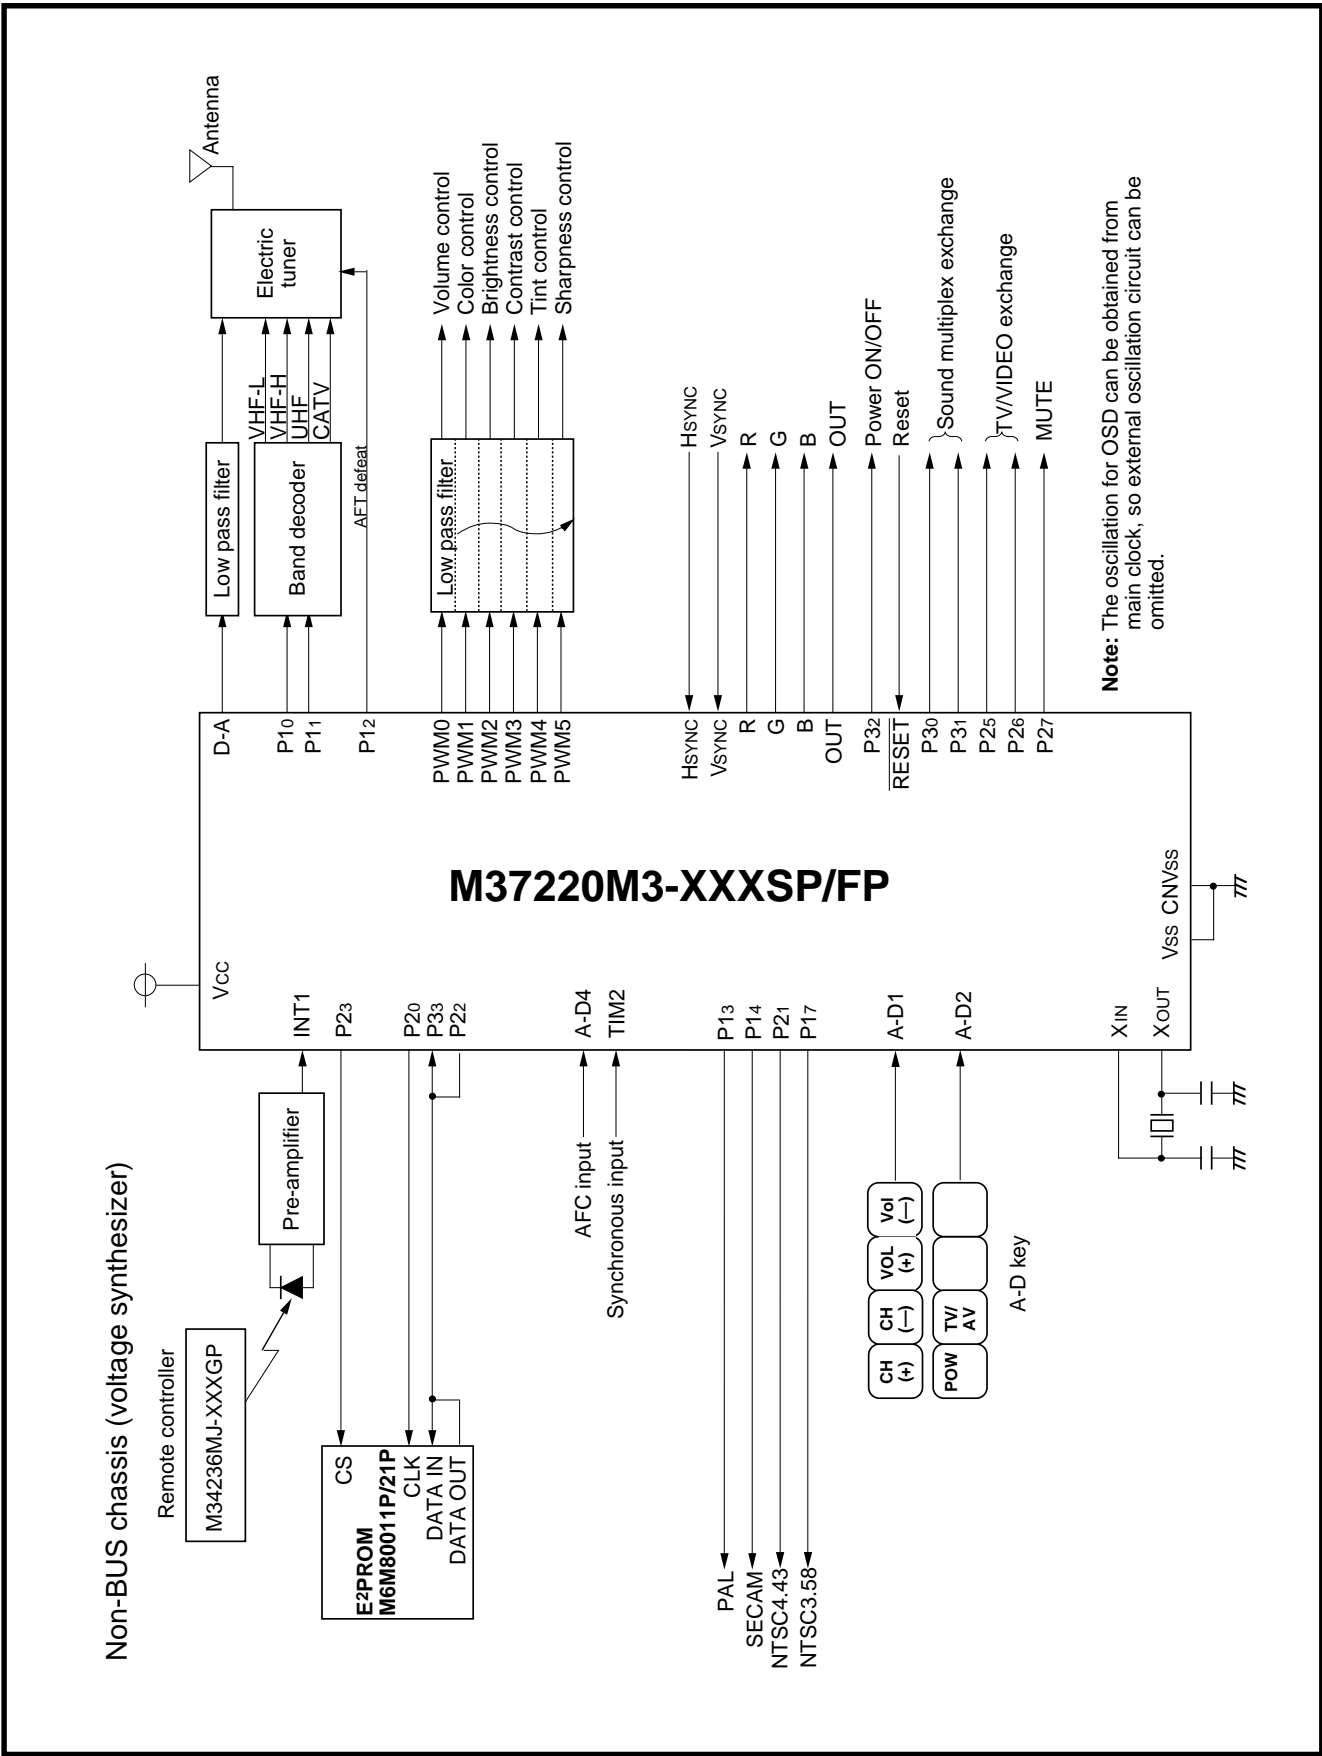 Non-BUS chassis (voltage synthesizer)
Remote controller
M34236MJ-XXXGP
Pre-amplifier
E2PROM
M6M80011P/21P
CS
CLK
DATA IN
DATA OUT
AFC input
Synchronous input
PAL
SECAM
NTSC4.43
NTSC3.58
CH (+)
CH (—)
VOL (+)
Vol (—)
POW
TV/ AV
A-D key
VCC
INT1
P23
P20
P33
P22
A-D4
TIM2
P13
P14
P21
P17
A-D1
A-D2
XIN
XOUT
M37220M3-XXXSP/FP
VSS CNVSS
D-A
P10
P11
P12
PWM0
PWM1
PWM2
PWM3
PWM4
PWM5
HSYNC
VSYNC
R
G
B
OUT
P32
RESET
P30
P31
P25
P26
P27
Low pass filter
Band decoder
AFT defeat
VHF-L
VHF-H
UHF
CATV
Electric
tuner
Antenna
Low pass filter
Volume control
Color control
Brightness control
Contrast control
Tint control
Sharpness control
HSYNC
VSYNC
R
G
B
OUT
Power ON/OFF
Reset
Sound multiplex exchange
TV/VIDEO exchange
MUTE
Note: The oscillation for OSD can be obtained from
main clock, so external oscillation circuit can be
omitted.